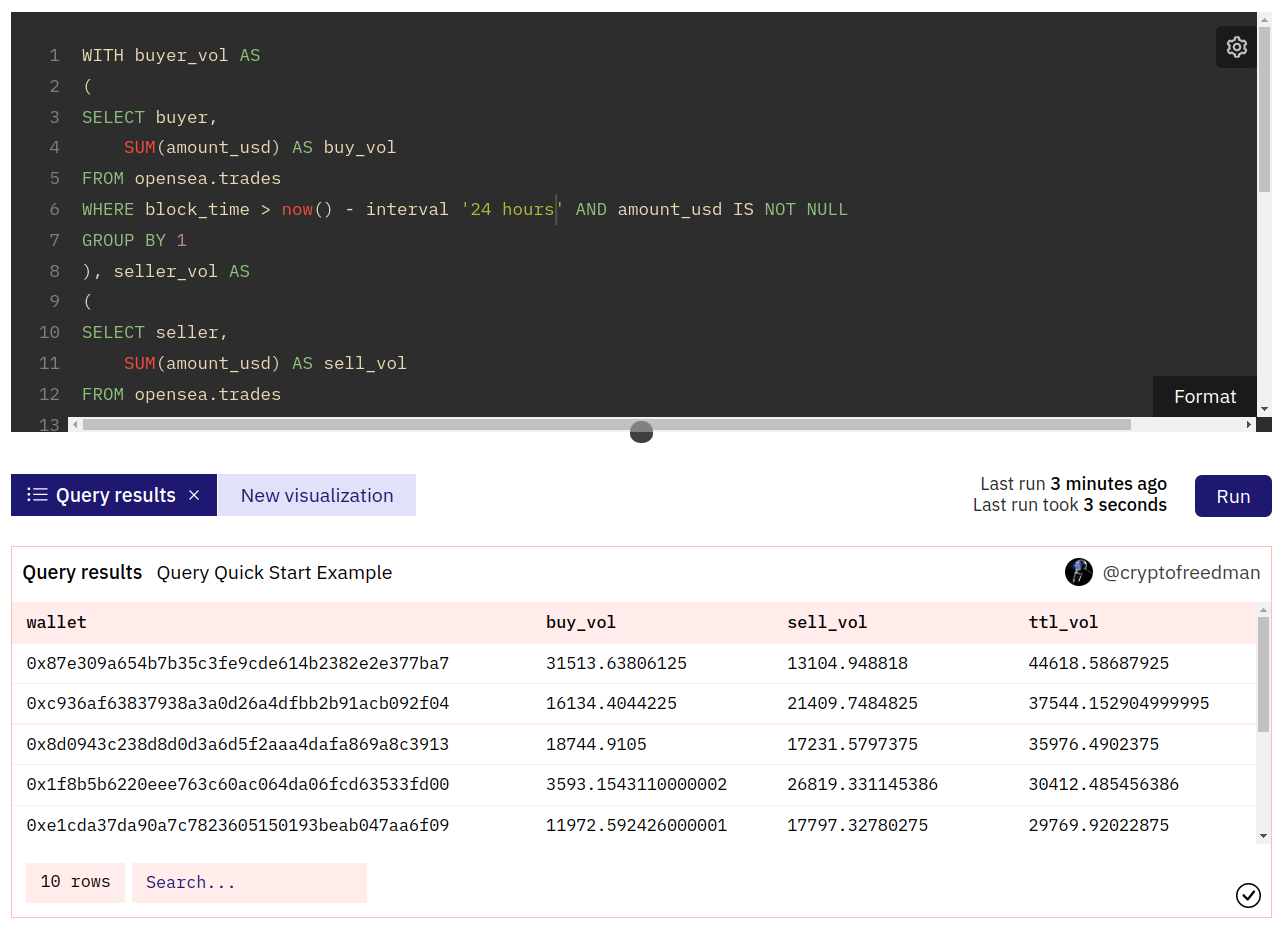 1 WITH buyer_vol AS
2 (
3 SELECT buyer,
4 SUM(amount_usd) AS buy_vol
5 FROM opensea.trades
6 WHERE block_time > now() - interval '24 hours' AND amount_usd IS NOT NULL
7 GROUP BY 1
8 ), seller_vol AS
9 (
10 SELECT seller,
11 SUM(amount_usd) AS sell_vol
12 FROM opensea.trades
13
Format
Query results × New visualization
Last run 3 minutes ago
Last run took 3 seconds
Run
Query results Query Quick Start Example @cryptofreedman
wallet buy_vol sell_vol ttl_vol
0x87e309a654b7b35c3fe9cde614b2382e2e377ba7 31513.63806125 13104.948818 44618.58687925
0xc936af63837938a3a0d26a4dfbb2b91acb092f04 16134.4044225 21409.7484825 37544.152904999995
0x8d0943c238d8d0d3a6d5f2aaa4dafa869a8c3913 18744.9105 17231.5797375 35976.4902375
0x1f8b5b6220eee763c60ac064da06fcd63533fd00 3593.1543110000002 26819.331145386 30412.485456386
0xe1cda37da90a7c7823605150193beab047aa6f09 11972.592426000001 17797.32780275 29769.92022875
10 rows Search...